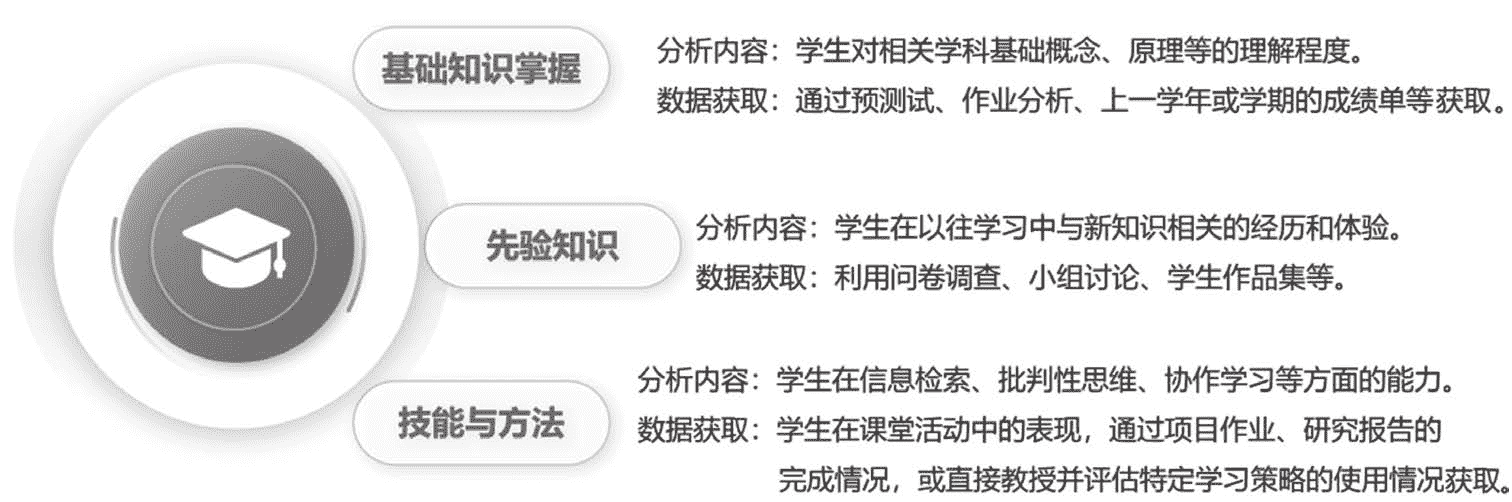 基础知识掌握
分析内容：学生对相关学科基础概念、原理等的理解程度。
数据获取：通过预测试、作业分析、上一学年或学期的成绩单等获取。
先验知识
分析内容：学生在以往学习中与新知识相关的经历和体验。
数据获取：利用问卷调查、小组讨论、学生作品集等。
技能与方法
分析内容：学生在信息检索、批判性思维、协作学习等方面的能力。
数据获取：学生在课堂活动中的表现，通过项目作业、研究报告的
完成情况，或直接教授并评估特定学习策略的使用情况获取。